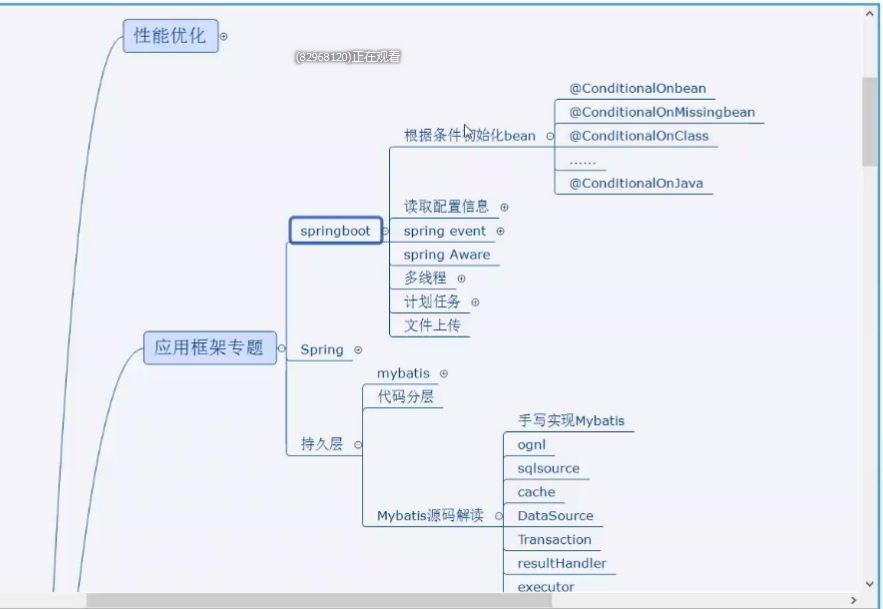 性能优化
(82968120)正在观看
@ConditionalOnbean
@ConditionalOnMissingbean
根据条件初始化bean
@ConditionalOnClass
......
@ConditionalOnJava
读取配置信息
springboot
spring event
spring Aware
多线程
计划任务
文件上传
应用框架专题
Spring
mybatis
代码分层
手写实现Mybatis
持久层
ognl
sqlsource
cache
Mybatis源码解读
DataSource
Transaction
resultHandler
executor